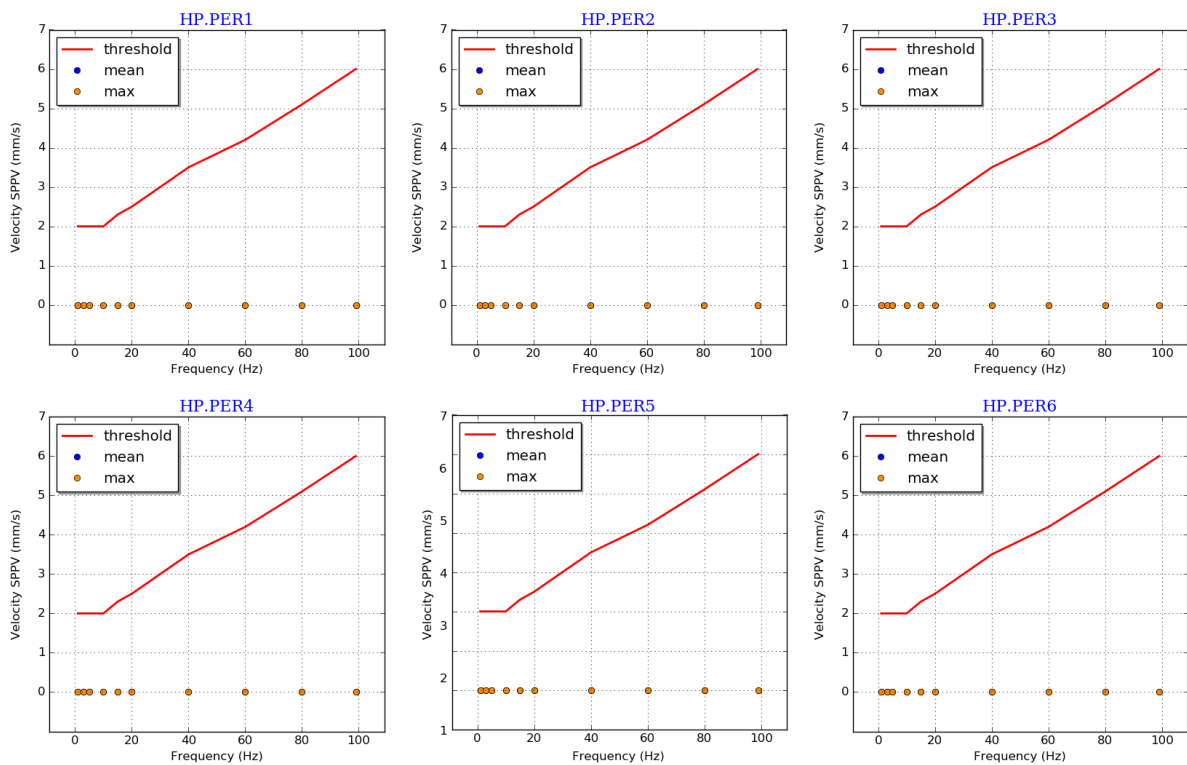 HP.PER1
7
6
5
4
3
2
1
0
Velocity SPPV (mm/s)
threshold
mean
max
0 20 40 60 80 100
Frequency (Hz)
HP.PER2
7
6
5
4
3
2
1
0
Velocity SPPV (mm/s)
threshold
mean
max
0 20 40 60 80 100
Frequency (Hz)
HP.PER3
7
6
5
4
3
2
1
0
Velocity SPPV (mm/s)
threshold
mean
max
0 20 40 60 80 100
Frequency (Hz)
HP.PER4
7
6
5
4
3
2
1
0
Velocity SPPV (mm/s)
threshold
mean
max
0 20 40 60 80 100
Frequency (Hz)
HP.PER5
7
6
5
5
4
3
3
2
1
Velocity SPPV (mm/s)
threshold
mean
max
0 20 40 60 80 100
Frequency (Hz)
HP.PER6
7
6
5
4
3
2
1
0
Velocity SPPV (mm/s)
threshold
mean
max
0 20 40 60 80 100
Frequency (Hz)